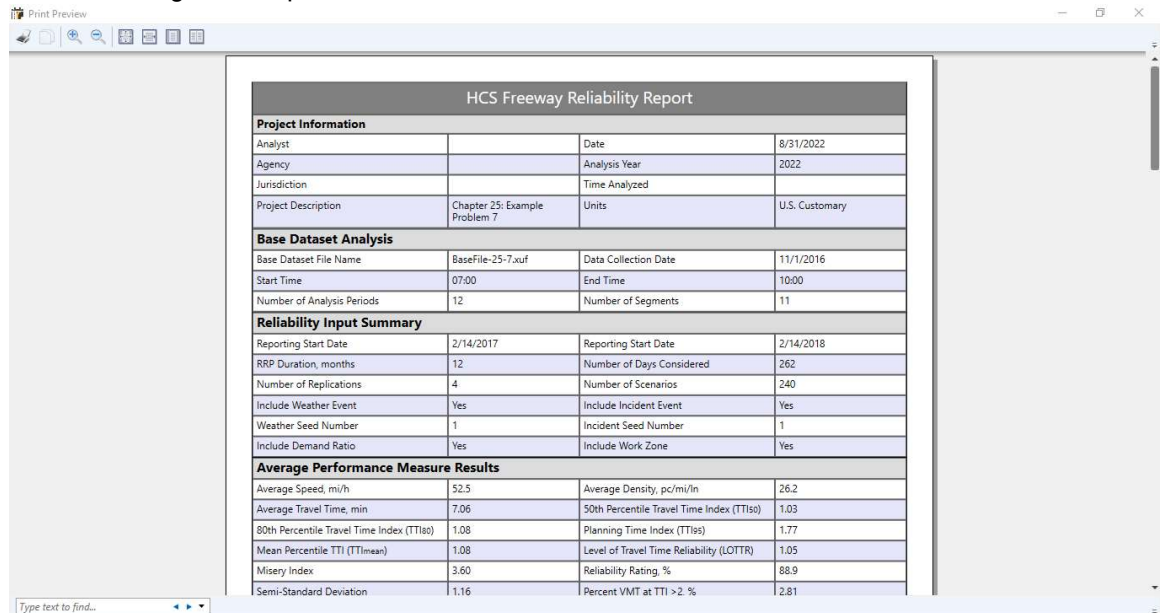 Print Preview
HCS Freeway Reliability Report
Project Information
Analyst Date 8/31/2022
Agency Analysis Year 2022
Jurisdiction Time Analyzed
Project Description Chapter 25: Example Problem 7 Units U.S. Customary
Base Dataset Analysis
Base Dataset File Name BaseFile-25-7.xuf Data Collection Date 11/1/2016
Start Time 07:00 End Time 10:00
Number of Analysis Periods 12 Number of Segments 11
Reliability Input Summary
Reporting Start Date 2/14/2017 Reporting Start Date 2/14/2018
RRP Duration, months 12 Number of Days Considered 262
Number of Replications 4 Number of Scenarios 240
Include Weather Event Yes Include Incident Event Yes
Weather Seed Number 1 Incident Seed Number 1
Include Demand Ratio Yes Include Work Zone Yes
Average Performance Measure Results
Average Speed, mi/h 52.5 Average Density, pc/mi/ln 26.2
Average Travel Time, min 7.06 50th Percentile Travel Time Index (TTI50) 1.03
80th Percentile Travel Time Index (TTI80) 1.08 Planning Time Index (TTI95) 1.77
Mean Percentile TTI (TTImean) 1.08 Level of Travel Time Reliability (LOTTR) 1.05
Misery Index 3.60 Reliability Rating, % 88.9
Semi-Standard Deviation 1.16 Percent VMT at TTI >2, % 2.81
Type text to find...